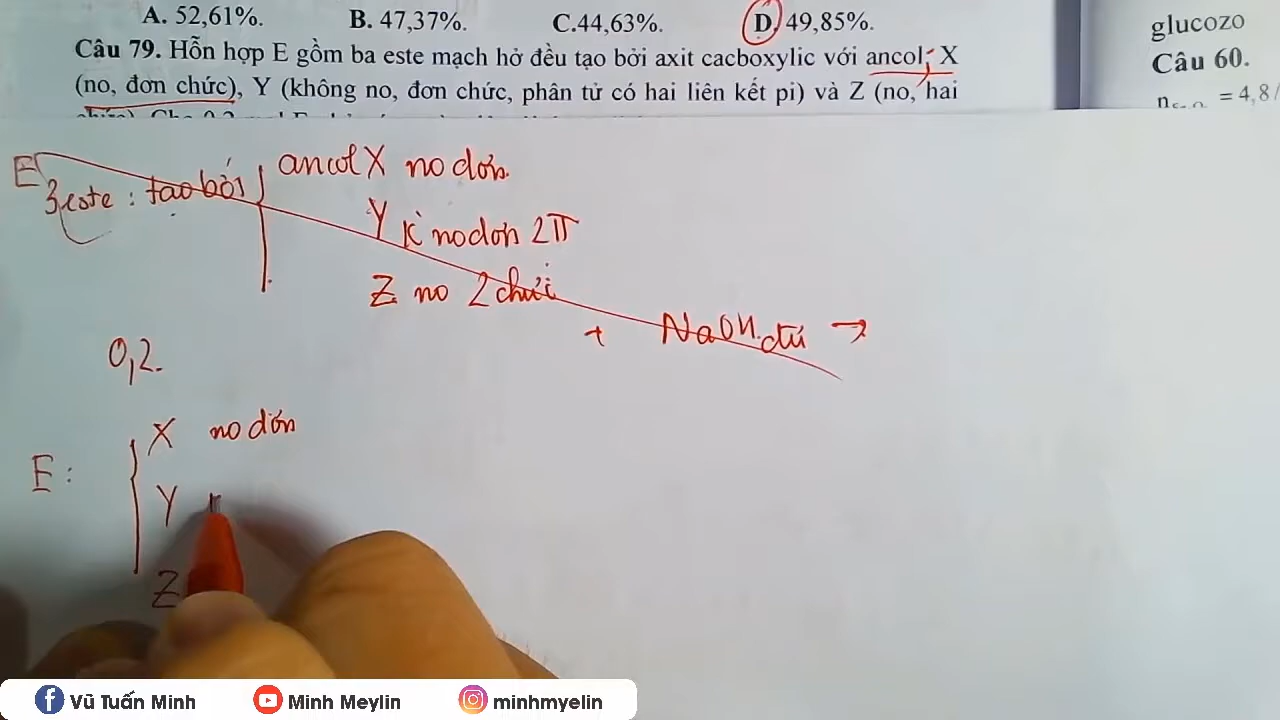 A. 52,61%. B. 47,37%. C.44,63%. D. 49,85%.
Câu 79. Hỗn hợp E gồm ba este mạch hở đều tạo bởi axit cacboxylic với ancol: X
(no, đơn chức), Y (không no, đơn chức, phân tử có hai liên kết pi) và Z (no, hai
glucozo
Câu 60.
= 4,8/
E
3este : tạo bởi
ancol X no đơn
Y k no đơn 2π
Z no 2 chức
+ NaOH đủ →
0,2
E:
X no đơn
Y
Z
Vũ Tuấn Minh
Minh Meylin
minhmyelin